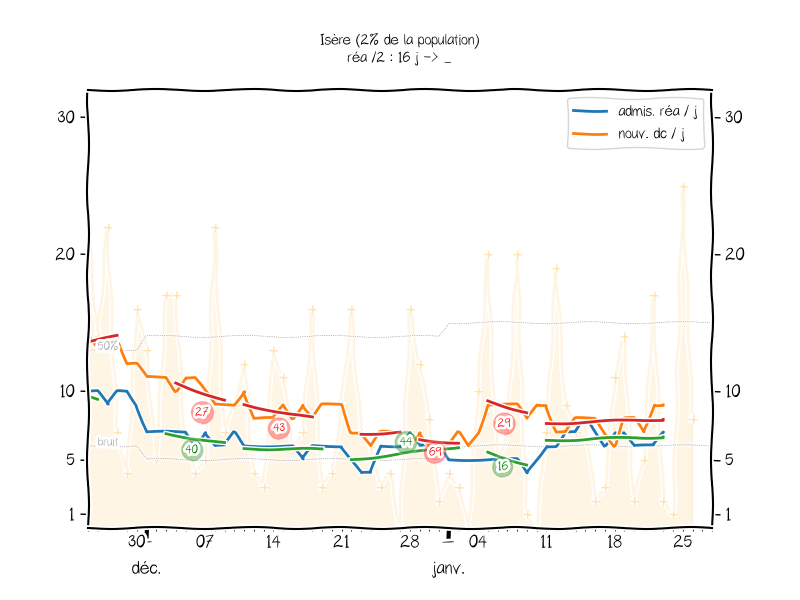 Isère (2% de la population)
réa /2 : 16 j -> _
admis. réa / j
nouv. dc / j
30 30
20 20
10 10
5 5
1 1
50%
bruit
27
43
40
44
69
29
16
30 07 14 21 28 04 11 18 25
déc. janv.